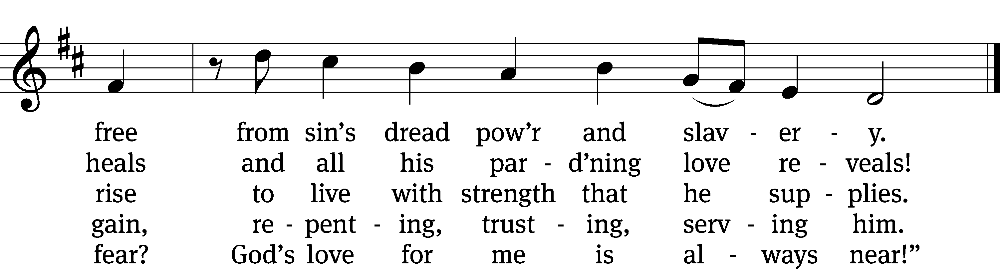 free from sin’s dread pow’r and slav - er - y.
heals and all his par - d’ning love re - veals!
rise to live with strength that he sup - plies.
gain, re - pent - ing, trust - ing, serv - ing him.
fear? God’s love for me is al - ways near!”